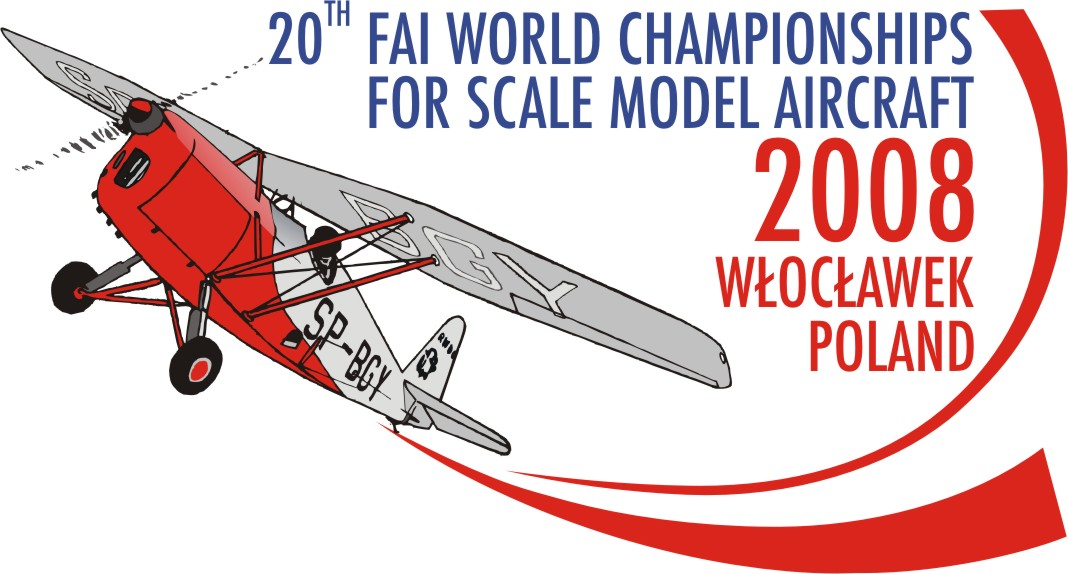 20TH FAI WORLD CHAMPIONSHIPS
FOR SCALE MODEL AIRCRAFT
2008
WŁOCŁAWEK
POLAND
BGY
SP-BGY